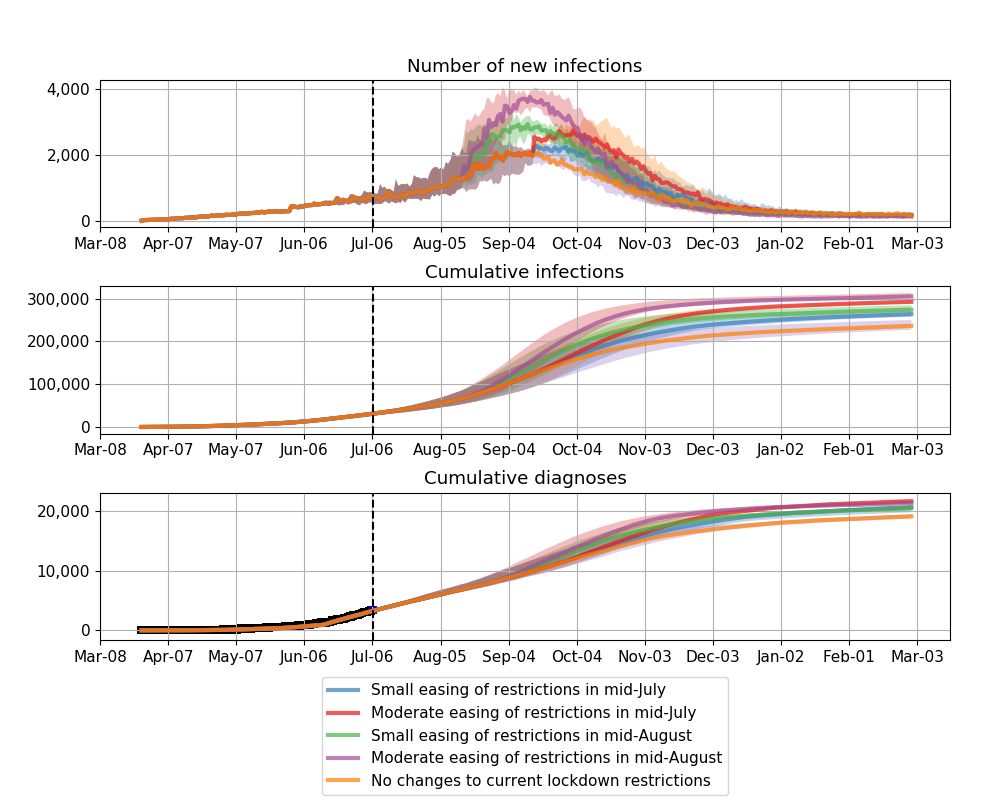 Number of new infections
4,000
2,000
0
Mar-08 Apr-07 May-07 Jun-06 Jul-06 Aug-05 Sep-04 Oct-04 Nov-03 Dec-03 Jan-02 Feb-01 Mar-03
Cumulative infections
300,000
200,000
100,000
0
Mar-08 Apr-07 May-07 Jun-06 Jul-06 Aug-05 Sep-04 Oct-04 Nov-03 Dec-03 Jan-02 Feb-01 Mar-03
Cumulative diagnoses
20,000
10,000
0
Mar-08 Apr-07 May-07 Jun-06 Jul-06 Aug-05 Sep-04 Oct-04 Nov-03 Dec-03 Jan-02 Feb-01 Mar-03
Small easing of restrictions in mid-July
Moderate easing of restrictions in mid-July
Small easing of restrictions in mid-August
Moderate easing of restrictions in mid-August
No changes to current lockdown restrictions